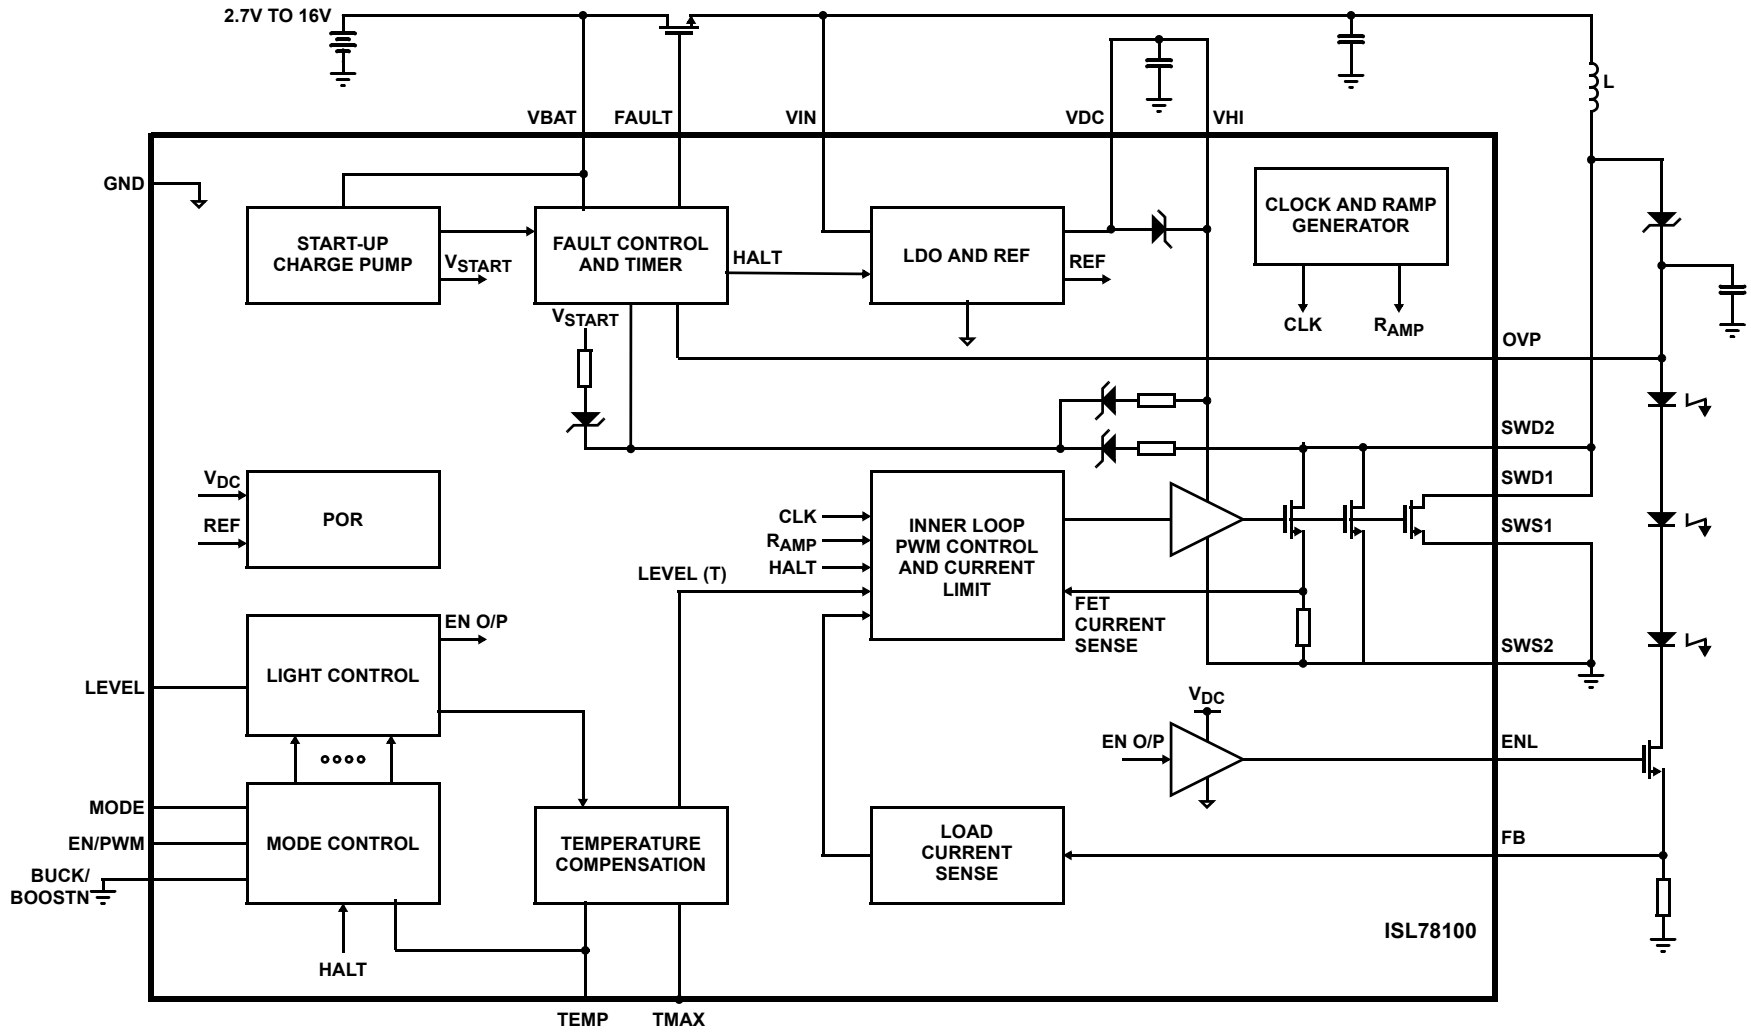 2.7V TO 16V
L
VBAT
FAULT
VIN
VDC
VHI
GND
START-UP
CHARGE PUMP
VSTART
FAULT CONTROL
AND TIMER
HALT
LDO AND REF
REF
CLOCK AND RAMP
GENERATOR
CLK
RAMP
VSTART
OVP
SWD2
SWD1
SWS1
SWS2
VDC
REF
POR
CLK
RAMP
HALT
LEVEL (T)
INNER LOOP
PWM CONTROL
AND CURRENT
LIMIT
FET
CURRENT
SENSE
EN O/P
LIGHT CONTROL
LEVEL
VDC
EN O/P
ENL
MODE
EN/PWM
BUCK/
BOOSTN
MODE CONTROL
TEMPERATURE
COMPENSATION
LOAD
CURRENT
SENSE
FB
HALT
ISL78100
TEMP
TMAX